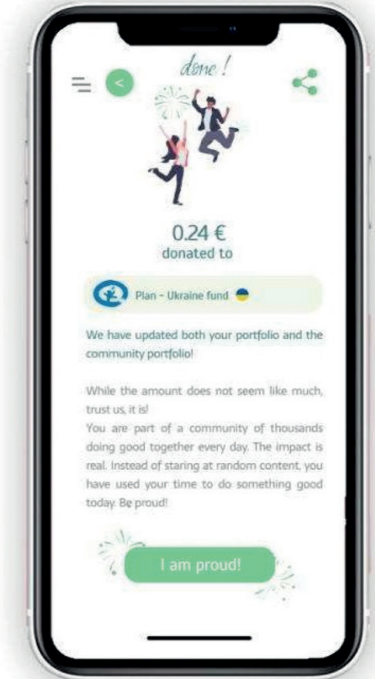 done !
<
0.24 €
donated to
Plan - Ukraine fund
We have updated both your portfolio and the
community portfolio!
While the amount does not seem like much,
trust us, it is!
You are part of a community of thousands
doing good together every day. The impact is
real. Instead of staring at random content, you
have used your time to do something good
today. Be proud!
I am proud!